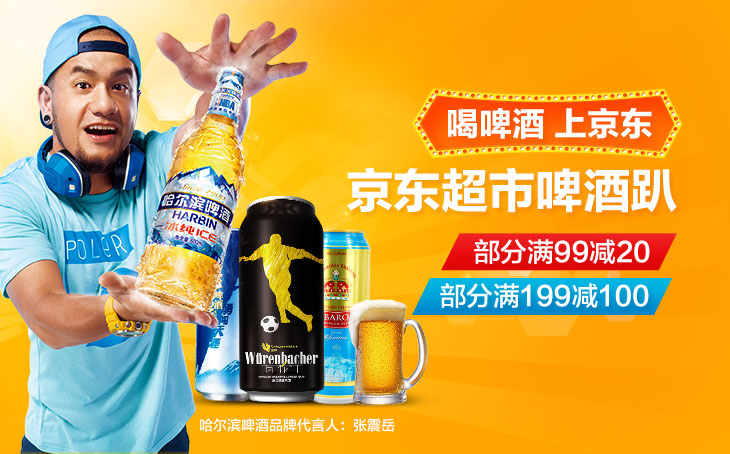 喝啤酒 上京东
京东超市啤酒趴
部分满99减20
部分满199减100
POLER
哈尔滨啤酒
HARBIN
冰纯ICE
Würenbacher
哈尔滨啤酒品牌代言人：张震岳